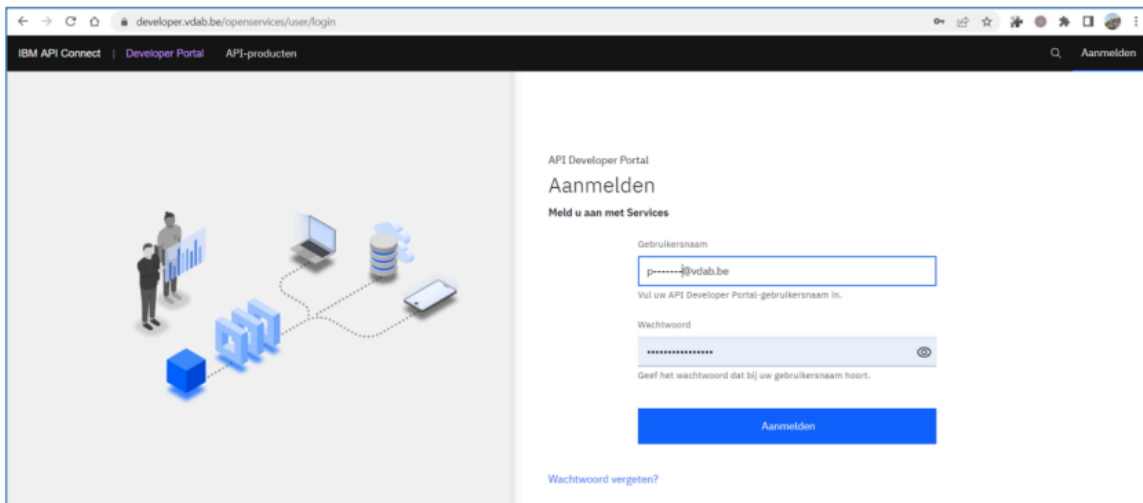 developer.vdab.be/openservices/user/login
IBM API Connect | Developer Portal API-producten Aanmelden
API Developer Portal
Aanmelden
Meld u aan met Services
Gebruikersnaam
p-------@vdab.be
Vul uw API Developer Portal-gebruikersnaam in.
Wachtwoord
••••••••••••••••
Geef het wachtwoord dat bij uw gebruikersnaam hoort.
Aanmelden
Wachtwoord vergeten?